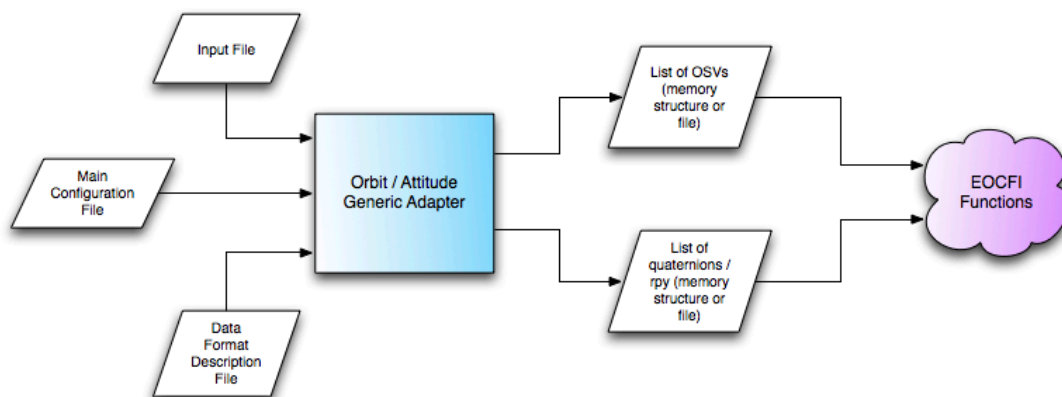 Input File
Main
Configuration
File
Data
Format
Description
File
Orbit / Attitude
Generic Adapter
List of OSVs
(memory
structure or
file)
List of
quaternions /
rpy (memory
structure or
file)
EOCFI
Functions